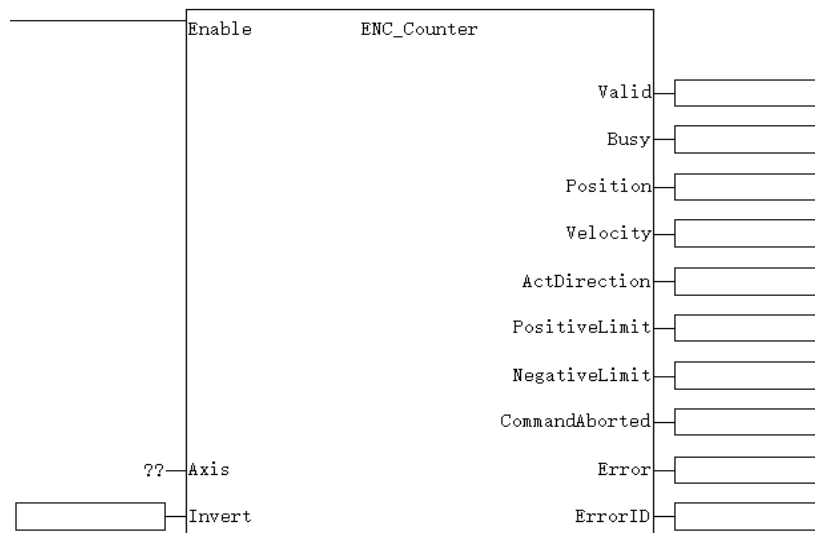 Enable ENC_Counter
Valid
Busy
Position
Velocity
ActDirection
PositiveLimit
NegativeLimit
CommandAborted
?? Axis Error
Invert ErrorID